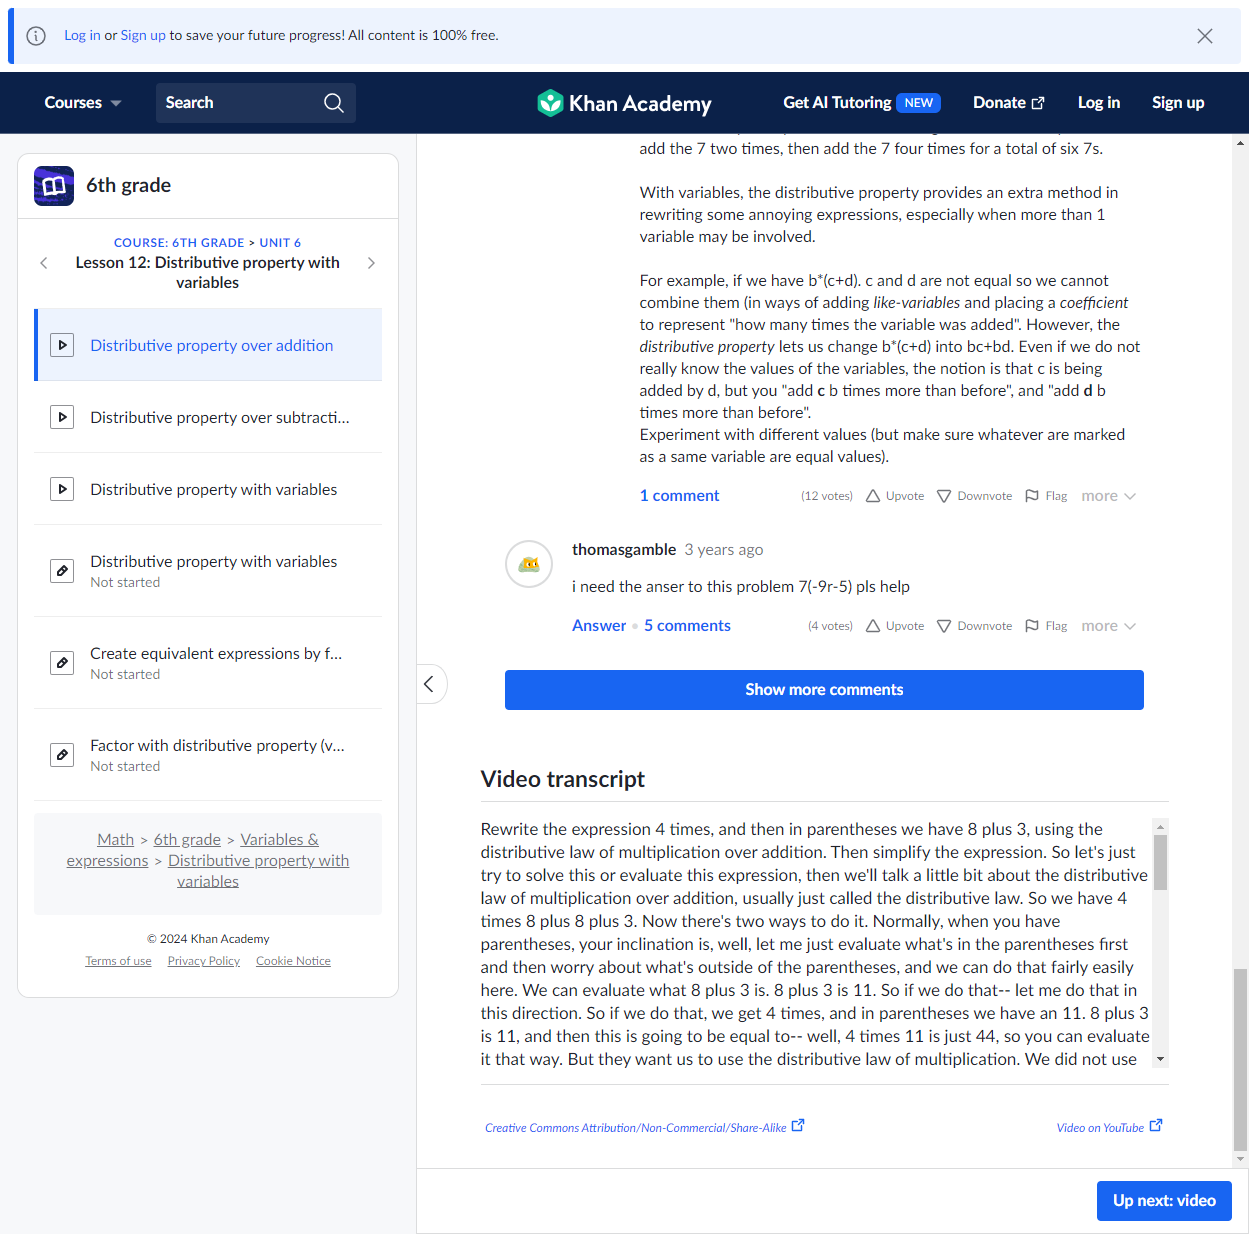 Log in or Sign up to save your future progress! All content is 100% free.
Courses
Search
Khan Academy
Get AI Tutoring NEW
Donate
Log in
Sign up
6th grade
COURSE: 6TH GRADE > UNIT 6
Lesson 12: Distributive property with
variables
Distributive property over addition
Distributive property over subtracti...
Distributive property with variables
Distributive property with variables
Not started
Create equivalent expressions by f...
Not started
Factor with distributive property (v...
Not started
Math > 6th grade > Variables &
expressions > Distributive property with
variables
© 2024 Khan Academy
Terms of use Privacy Policy Cookie Notice
add the 7 two times, then add the 7 four times for a total of six 7s.
With variables, the distributive property provides an extra method in
rewriting some annoying expressions, especially when more than 1
variable may be involved.
For example, if we have b*(c+d). c and d are not equal so we cannot
combine them (in ways of adding like-variables and placing a coefficient
to represent "how many times the variable was added". However, the
distributive property lets us change b*(c+d) into bc+bd. Even if we do not
really know the values of the variables, the notion is that c is being
added by d, but you "add c b times more than before", and "add d b
times more than before".
Experiment with different values (but make sure whatever are marked
as a same variable are equal values).
1 comment (12 votes) Upvote Downvote Flag more
thomasgamble 3 years ago
i need the anser to this problem 7(-9r-5) pls help
Answer • 5 comments (4 votes) Upvote Downvote Flag more
Show more comments
Video transcript
Rewrite the expression 4 times, and then in parentheses we have 8 plus 3, using the
distributive law of multiplication over addition. Then simplify the expression. So let's just
try to solve this or evaluate this expression, then we'll talk a little bit about the distributive
law of multiplication over addition, usually just called the distributive law. So we have 4
times 8 plus 8 plus 3. Now there's two ways to do it. Normally, when you have
parentheses, your inclination is, well, let me just evaluate what's in the parentheses first
and then worry about what's outside of the parentheses, and we can do that fairly easily
here. We can evaluate what 8 plus 3 is. 8 plus 3 is 11. So if we do that-- let me do that in
this direction. So if we do that, we get 4 times, and in parentheses we have an 11. 8 plus 3
is 11, and then this is going to be equal to-- well, 4 times 11 is just 44, so you can evaluate
it that way. But they want us to use the distributive law of multiplication. We did not use
Creative Commons Attribution/Non-Commercial/Share-Alike
Video on YouTube
Up next: video